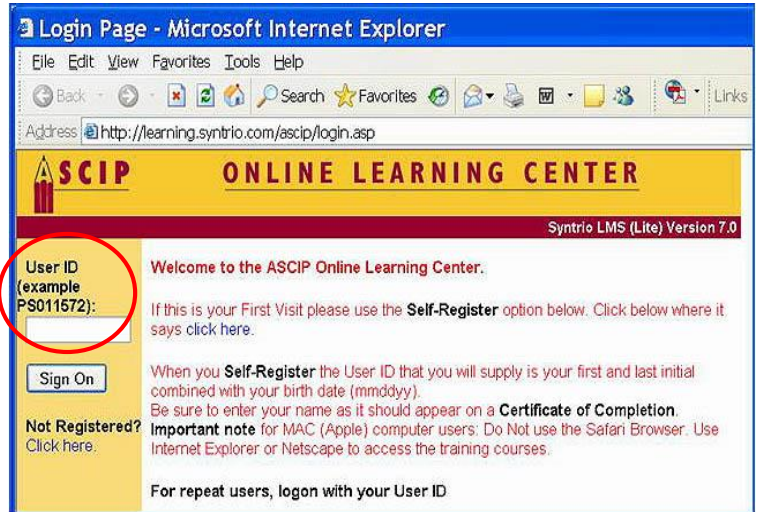 Login Page - Microsoft Internet Explorer
File Edit View Favorites Tools Help
Back Search Favorites Links
Address http://learning.syntrio.com/ascip/login.asp
ASCIP ONLINE LEARNING CENTER
Syntrio LMS (Lite) Version 7.0
User ID
(example
PS011572):
Sign On
Not Registered?
Click here.
Welcome to the ASCIP Online Learning Center.
If this is your First Visit please use the Self-Register option below. Click below where it
says click here.
When you Self-Register the User ID that you will supply is your first and last initial
combined with your birth date (mmddyy).
Be sure to enter your name as it should appear on a Certificate of Completion.
Important note for MAC (Apple) computer users: Do Not use the Safari Browser. Use
Internet Explorer or Netscape to access the training courses.
For repeat users, logon with your User ID